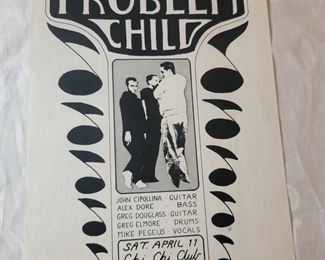 PROBLEM
CHILD
JOHN CIPOLLINA · GUITAR
ALEX DORE · BASS
GREG DOUGLASS · GUITAR
GREG ELMORE · DRUMS
MIKE PEGEUS · VOCALS
SAT. APRIL 11
Chi Chi Club